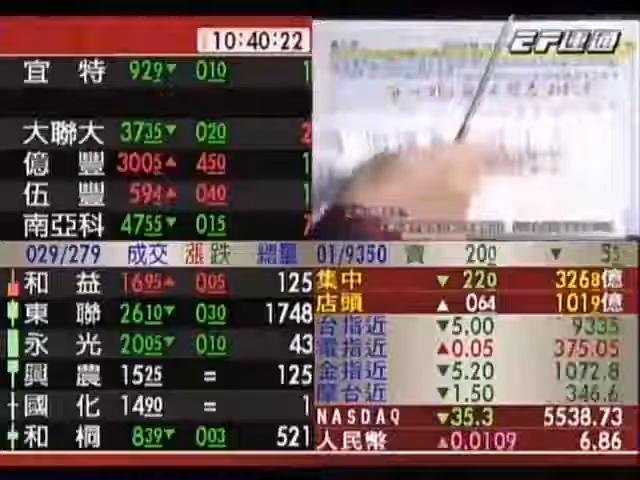 10:40:22
宜特 929▼ 010 1
大聯大 3735▼ 020 2
億豐 3005▲ 450 1
伍豐 594▲ 040 1
南亞科 4755▼ 015 7
029/279 成交 漲跌 總量
和益 1695▲ 005 125
東聯 2610▼ 030 1748
永光 2005▼ 010 43
興農 1525 = 125
國化 1490 = 1
和桐 839▼ 003 521
01/9350 賣 200 ▼
集中 ▼ 220 3268億
店頭 ▲ 064 1019億
台指近 ▼5.00 9335
電指近 ▲0.05 375.05
金指近 ▼5.20 1072.8
摩台近 ▼1.50 346.6
NASDAQ ▼35.3 5538.73
人民幣 ▲0.0109 6.86